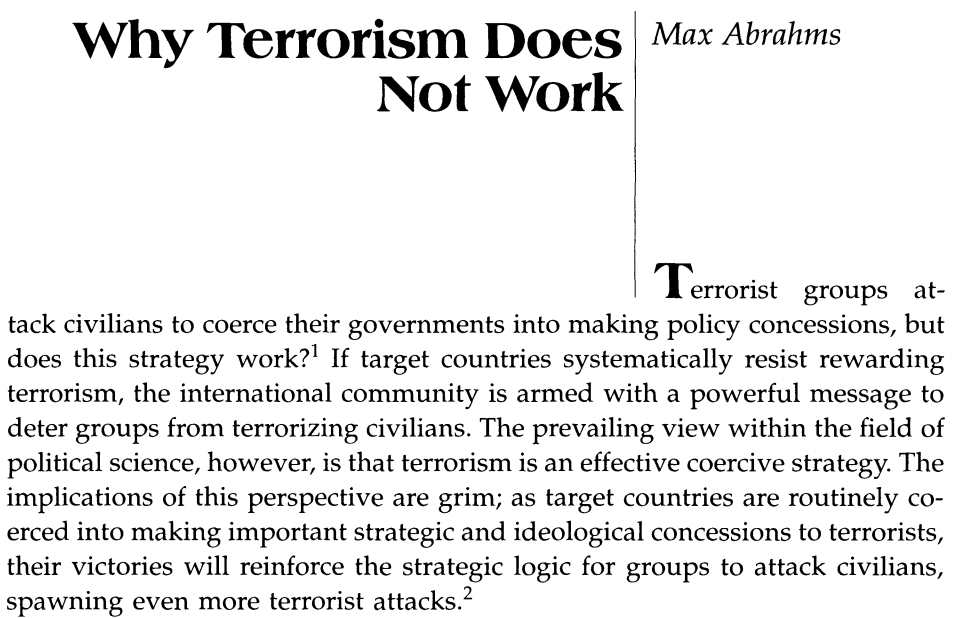 Why Terrorism Does
Not Work
Max Abrahms
Terrorist groups at-
tack civilians to coerce their governments into making policy concessions, but
does this strategy work?1 If target countries systematically resist rewarding
terrorism, the international community is armed with a powerful message to
deter groups from terrorizing civilians. The prevailing view within the field of
political science, however, is that terrorism is an effective coercive strategy. The
implications of this perspective are grim; as target countries are routinely co-
erced into making important strategic and ideological concessions to terrorists,
their victories will reinforce the strategic logic for groups to attack civilians,
spawning even more terrorist attacks.2